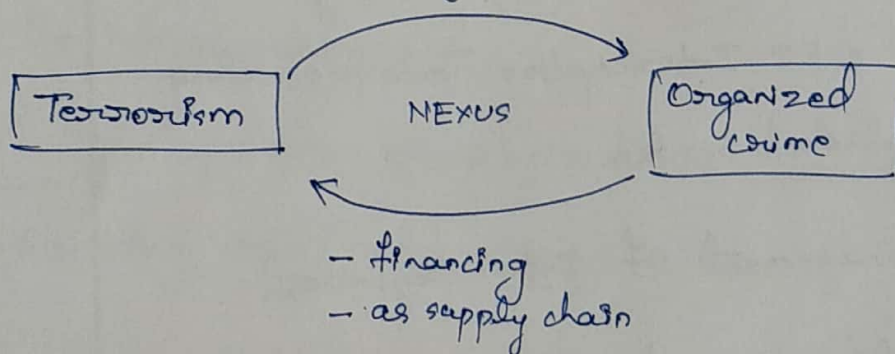 Terrorism
NEXUS
Organized
crime
- financing
- as supply chain